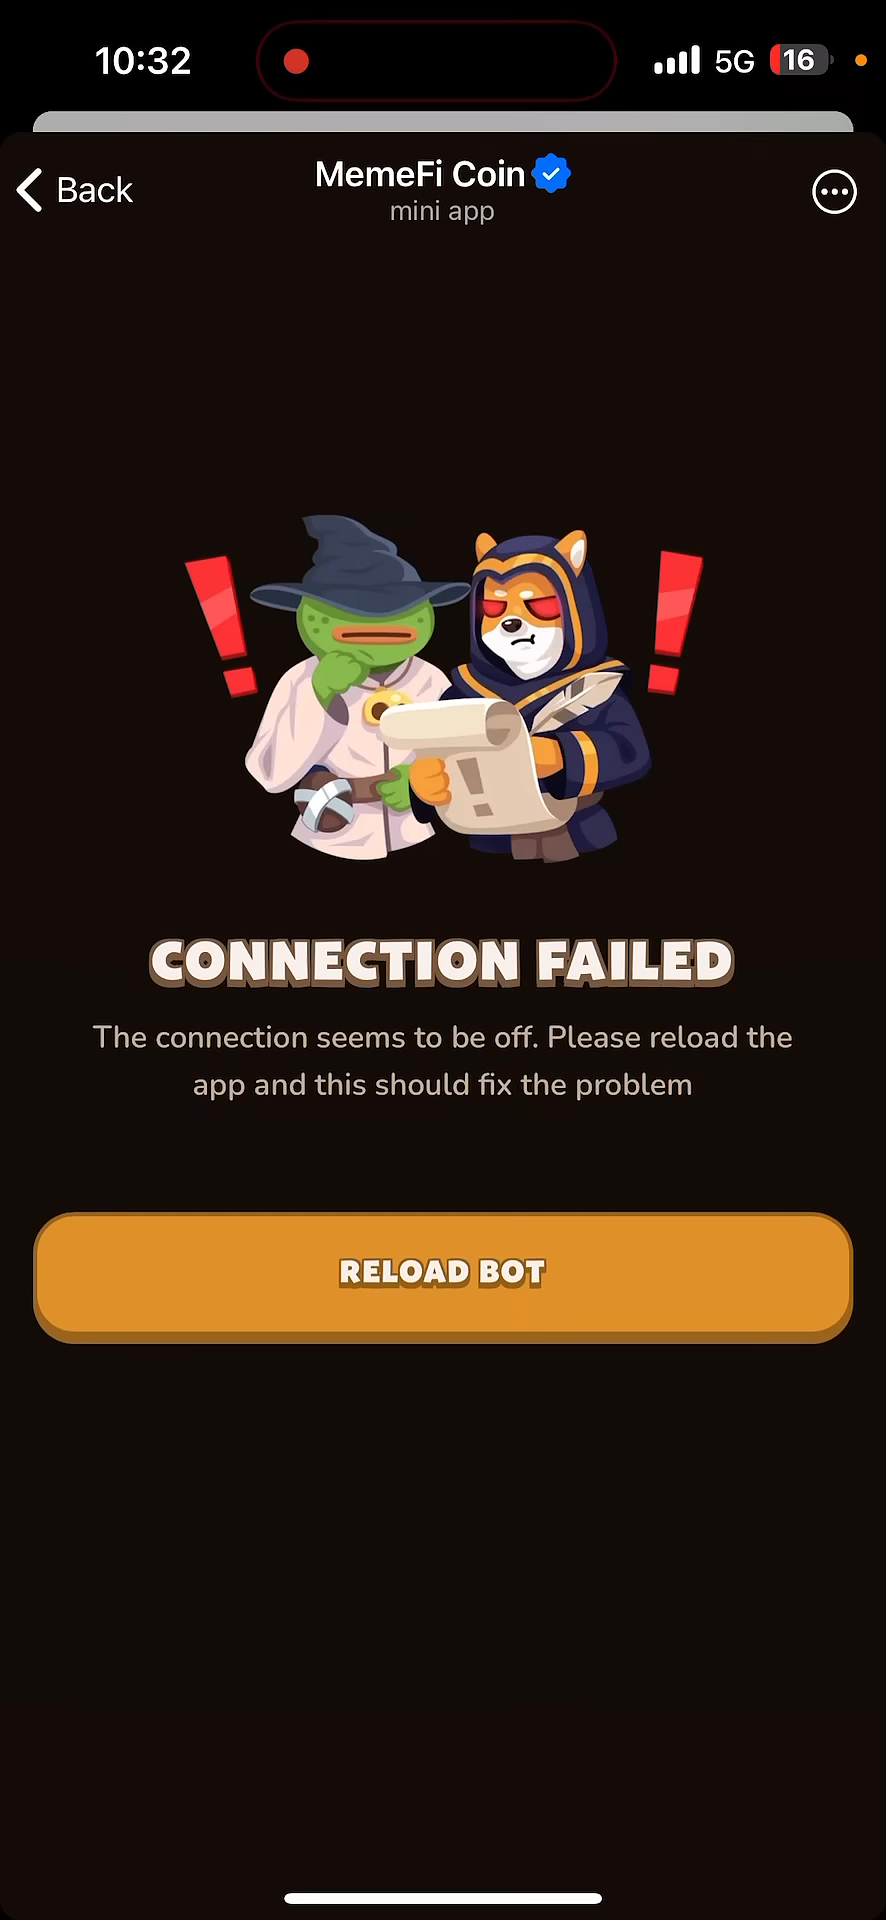 10:32
5G
16
Back
MemeFi Coin
mini app
!
!
!
CONNECTION FAILED
The connection seems to be off. Please reload the
app and this should fix the problem
RELOAD BOT